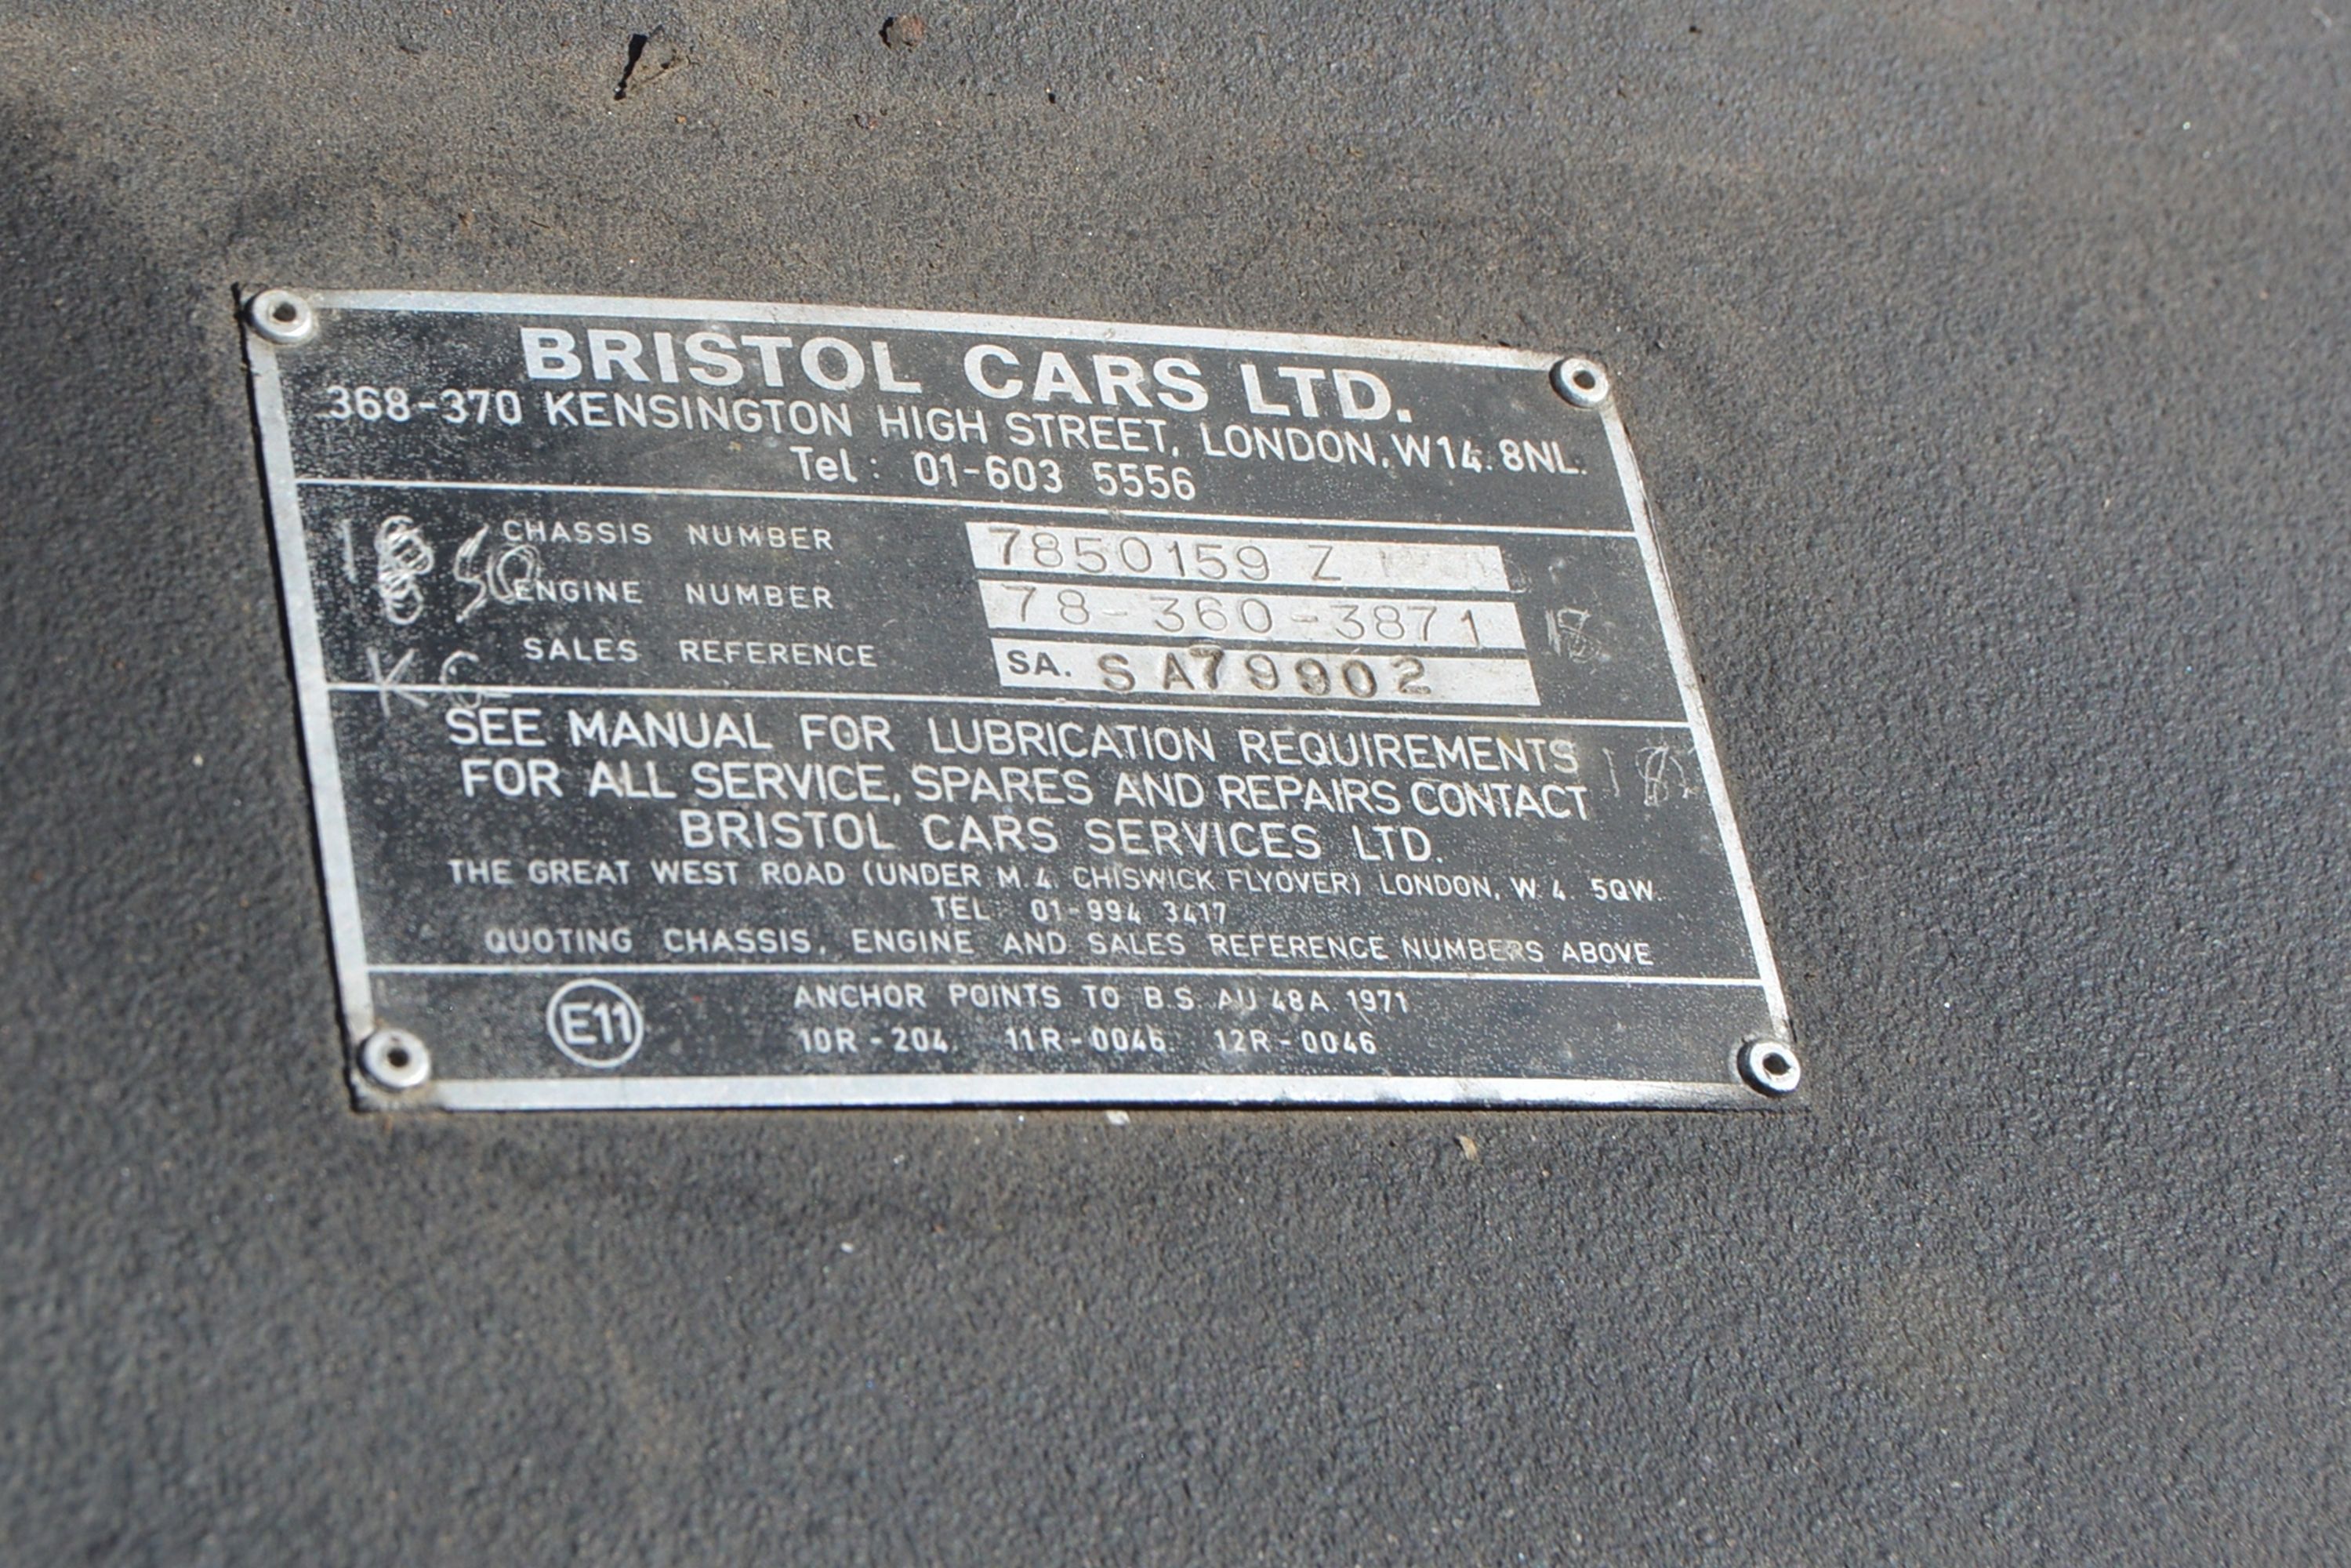 BRISTOL CARS LTD.
368-370 KENSINGTON HIGH STREET, LONDON, W14. 8NL.
Tel: 01-603 5556
CHASSIS NUMBER 7850159 Z
ENGINE NUMBER 78-360-3871
SALES REFERENCE SA. SA79902
1850
KG
SEE MANUAL FOR LUBRICATION REQUIREMENTS
FOR ALL SERVICE, SPARES AND REPAIRS CONTACT
BRISTOL CARS SERVICES LTD.
THE GREAT WEST ROAD (UNDER M.4. CHISWICK FLYOVER) LONDON, W.4. 5QW.
TEL: 01-994 3417
QUOTING CHASSIS, ENGINE AND SALES REFERENCE NUMBERS ABOVE
E11
ANCHOR POINTS TO B.S. AU 48A. 1971
10R-204. 11R-0046. 12R-0046